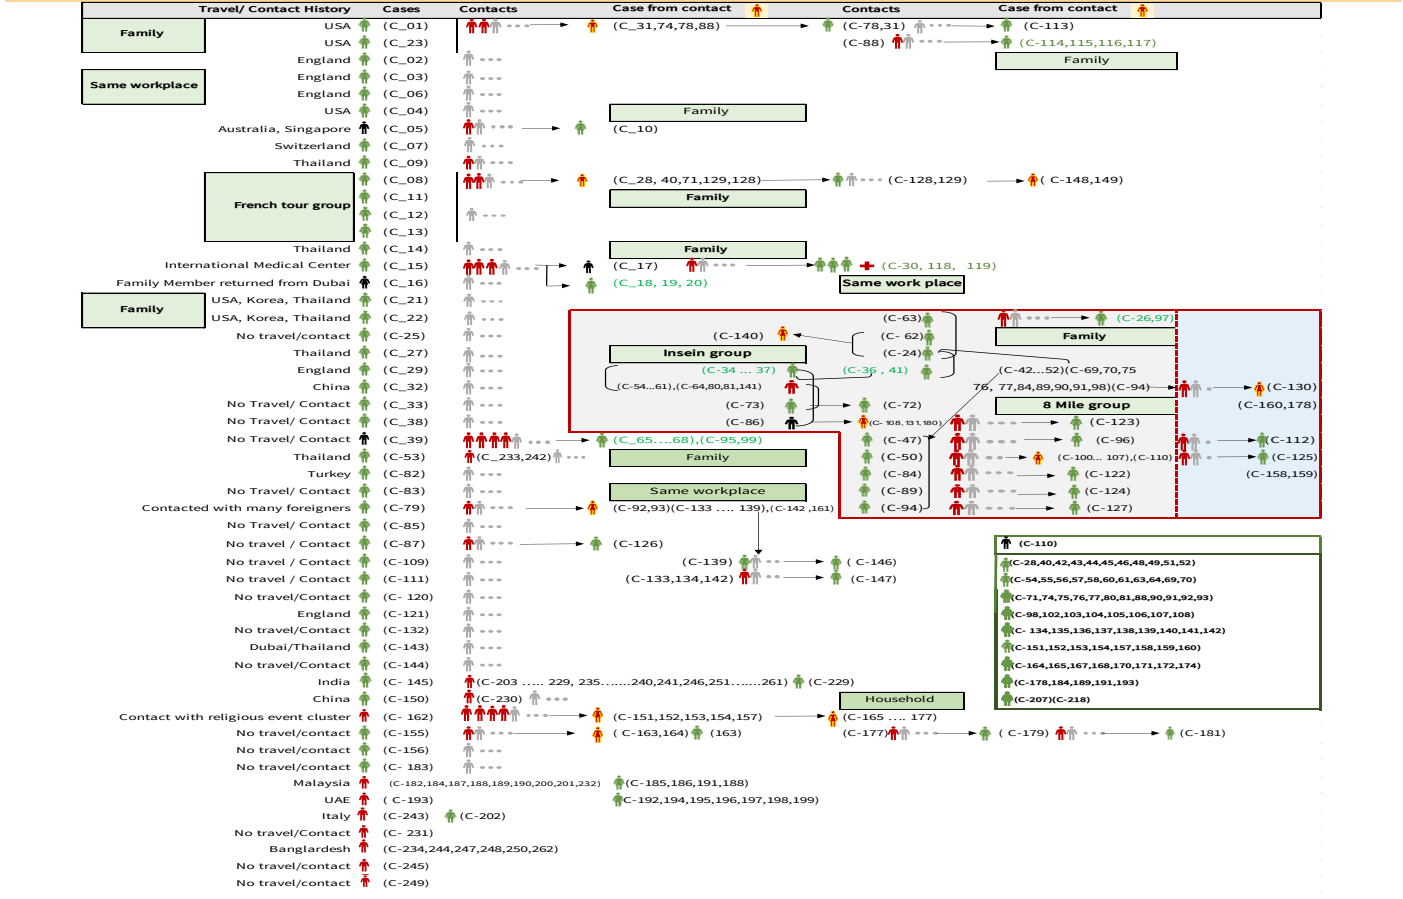 Travel/ Contact History Cases Contacts Case from contact Contacts Case from contact
Family USA (C_01) (C_31,74,78,88) (C-78,31) (C-113)
USA (C_23) (C-88) (C-114,115,116,117)
England (C_02) Family
Same workplace England (C_03)
England (C_06)
USA (C_04) Family
Australia, Singapore (C_05) (C_10)
Switzerland (C_07)
Thailand (C_09)
French tour group (C_08) (C_28, 40,71,129,128) (C-128,129) ( C-148,149)
(C_11) Family
(C_12)
(C_13)
Thailand (C_14) Family
International Medical Center (C_15) (C_17) (C-30, 118, 119)
Family Member returned from Dubai (C_16) (C_18, 19, 20) Same work place
Family USA, Korea, Thailand (C_21)
USA, Korea, Thailand (C_22) (C-63) (C-26,97)
No travel/contact (C-25) (C-140) (C- 62) Family
Thailand (C_27) Insein group (C-24)
England (C_29) (C-34 ... 37) (C-36 , 41) (C-42...52)(C-69,70,75
China (C_32) (C-54...61),(C-64,80,81,141) 76, 77,84,89,90,91,98)(C-94) (C-130)
No Travel/ Contact (C_33) (C-73) (C-72) 8 Mile group (C-160,178)
No Travel/ Contact (C_38) (C-86) (C- 108,131,180) (C-123)
No Travel/ Contact (C_39) (C_65....68),(C-95,99) (C-47) (C-96) (C-112)
Thailand (C-53) (C_233,242) Family (C-50) (C-100... 107),(C-110) (C-125)
Turkey (C-82) (C-84) (C-122) (C-158,159)
No Travel/ Contact (C-83) Same workplace (C-89) (C-124)
Contacted with many foreigners (C-79) (C-92,93)(C-133 .... 139),(C-142 ,161) (C-94) (C-127)
No Travel/ Contact (C-85)
No travel / Contact (C-87) (C-126) (C-110)
No travel / Contact (C-109) (C-139) ( C-146) (C-28,40,42,43,44,45,46,48,49,51,52
No travel / Contact (C-111) (C-133,134,142) (C-147) (C-54,55,56,57,58,60,61,63,64,69,70)
No travel/Contact (C- 120) (C-71,74,75,76,77,80,81,88,90,91,92,93)
England (C-121) (C-98,102,103,104,105,106,107,108)
No travel/Contact (C-132) (C- 134,135,136,137,138,139,140,141,142)
Dubai/Thailand (C-143) (C-151,152,153,154,157,158,159,160)
No travel/Contact (C-144) (C-164,165,167,168,170,171,172,174)
India (C- 145) (C-203 ..... 229, 235.......240,241,246,251......261) (C-229) (C-178,184,189,191,193)
China (C-150) (C-230) Household (C-207)(C-218)
Contact with religious event cluster (C- 162) (C-151,152,153,154,157) (C-165 .... 177)
No travel/contact (C-155) ( C-163,164) (163) (C-177) ( C-179) (C-181)
No travel/contact (C-156)
No travel/contact (C- 183)
Malaysia (C-182,184,187,188,189,190,200,201,232) (C-185,186,191,188)
UAE ( C-193) (C-192,194,195,196,197,198,199)
Italy (C-243) (C-202)
No travel/Contact (C- 231)
Bangladesh (C-234,244,247,248,250,262)
No travel/contact (C-245)
No travel/contact (C-249)